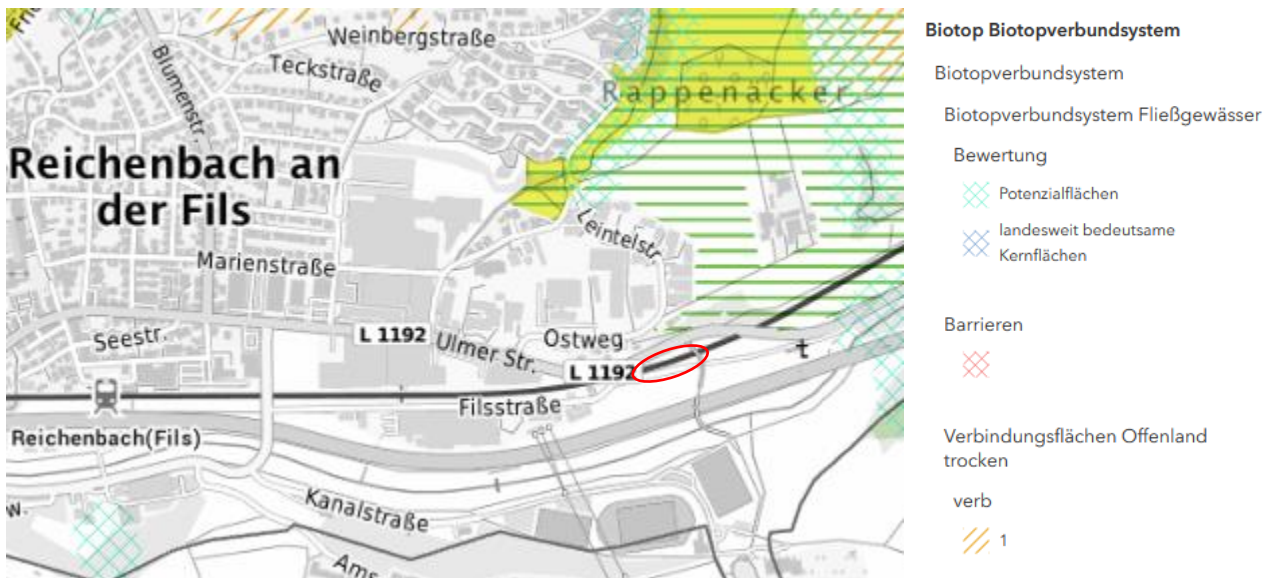 Weinbergstraße
Teckstraße
Blumenstr.
Rappenäcker
Reichenbach an
der Fils
Leintelstr.
Marienstraße
Seestr.
L 1192
Ulmer Str.
Ostweg
L 1192
Filsstraße
Reichenbach(Fils)
Kanalstraße
w.
Ams
Biotop Biotopverbundsystem
Biotopverbundsystem
Biotopverbundsystem Fließgewässer
Bewertung
Potenzialflächen
landesweit bedeutsame
Kernflächen
Barrieren
Verbindungsflächen Offenland
trocken
verb
1